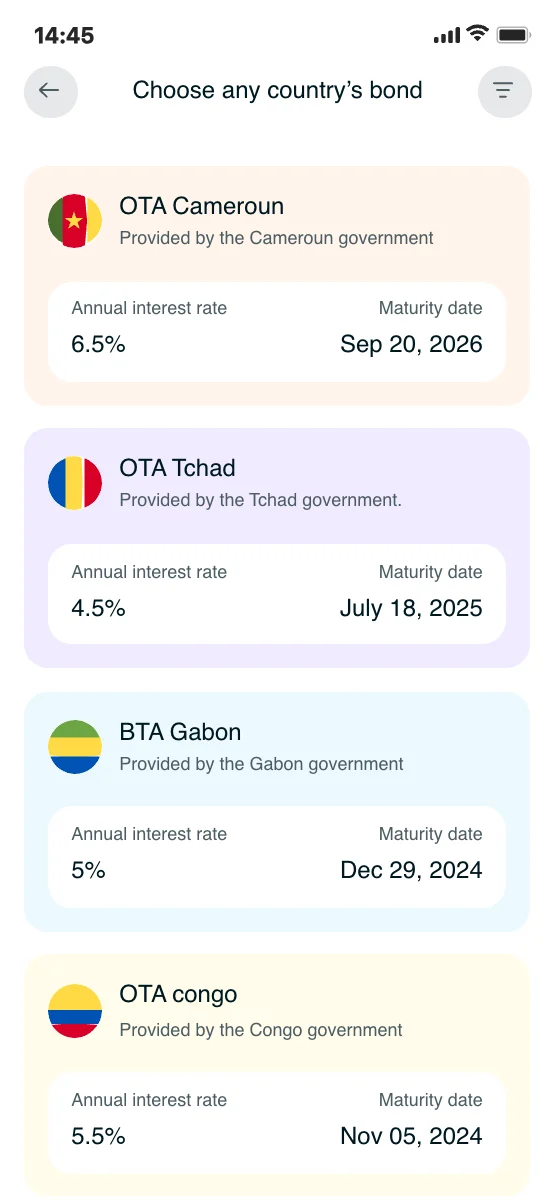 14:45
Choose any country’s bond
OTA Cameroun
Provided by the Cameroun government
Annual interest rate
Maturity date
6.5%
Sep 20, 2026
OTA Tchad
Provided by the Tchad government.
Annual interest rate
Maturity date
4.5%
July 18, 2025
BTA Gabon
Provided by the Gabon government
Annual interest rate
Maturity date
5%
Dec 29, 2024
OTA congo
Provided by the Congo government
Annual interest rate
Maturity date
5.5%
Nov 05, 2024